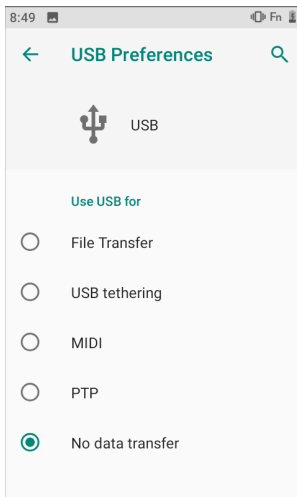 8:49 Fn
USB Preferences
USB
Use USB for
File Transfer
USB tethering
MIDI
PTP
No data transfer